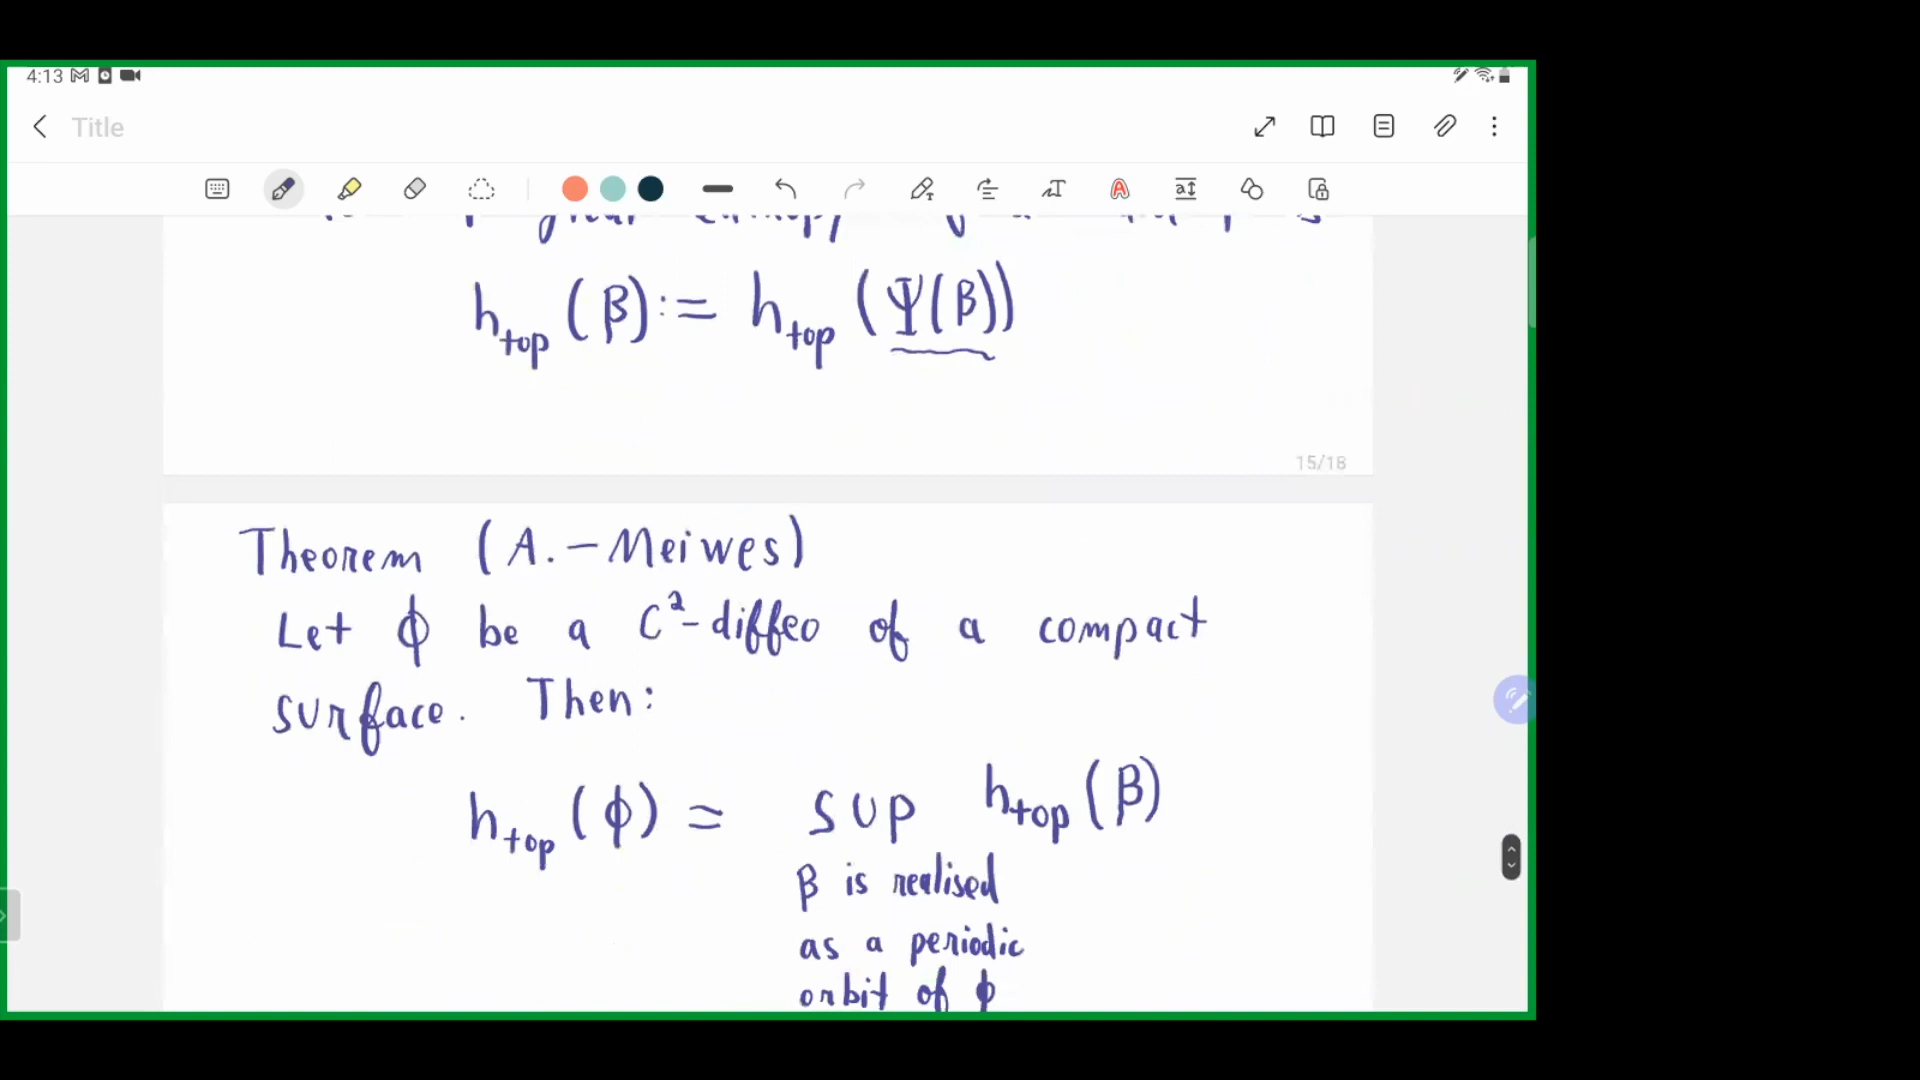 4:13
Title
h_top (β) := h_top (Ψ(β))
15/18
Theorem (A. – Meiwes)
Let ϕ be a C²-diffeo of a compact
surface. Then:
h_top (ϕ) = sup h_top (β)
β is realised
as a periodic
orbit of ϕ